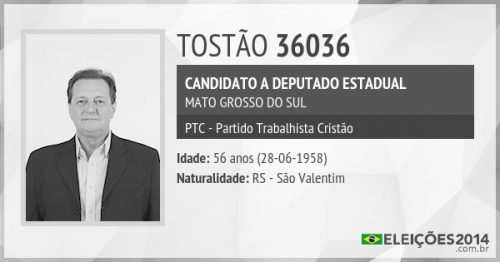 TOSTÃO 36036
CANDIDATO A DEPUTADO ESTADUAL
MATO GROSSO DO SUL
PTC - Partido Trabalhista Cristão
Idade: 56 anos (28-06-1958)
Naturalidade: RS - São Valentim
ELEIÇÕES2014
.com.br